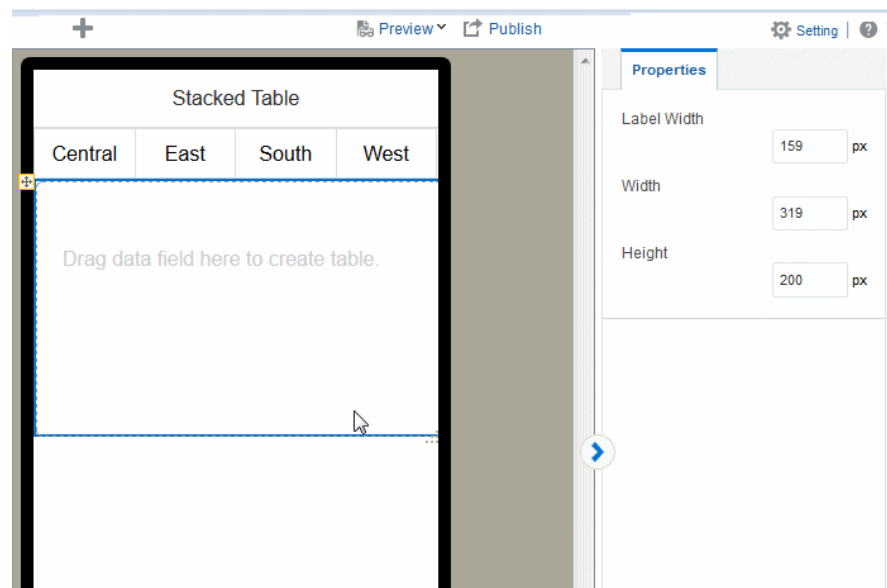 Preview Publish Setting ?
Properties
Stacked Table
Label Width
159 px
Central East South West
Width
319 px
Drag data field here to create table.
Height
200 px